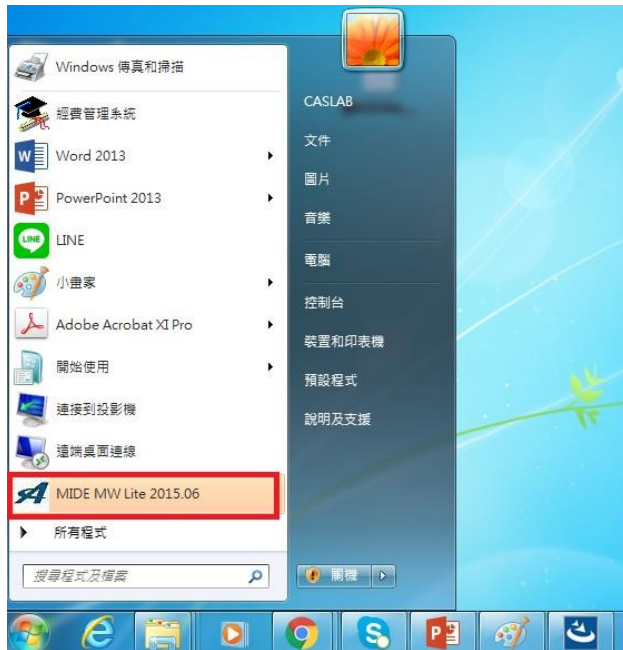 Windows 傳真和掃描
經費管理系統
Word 2013
PowerPoint 2013
LINE
小畫家
Adobe Acrobat XI Pro
開始使用
連接到投影機
遠端桌面連線
MIDE MW Lite 2015.06
所有程式
搜尋程式及檔案
CASLAB
文件
圖片
音樂
電腦
控制台
裝置和印表機
預設程式
說明及支援
關機